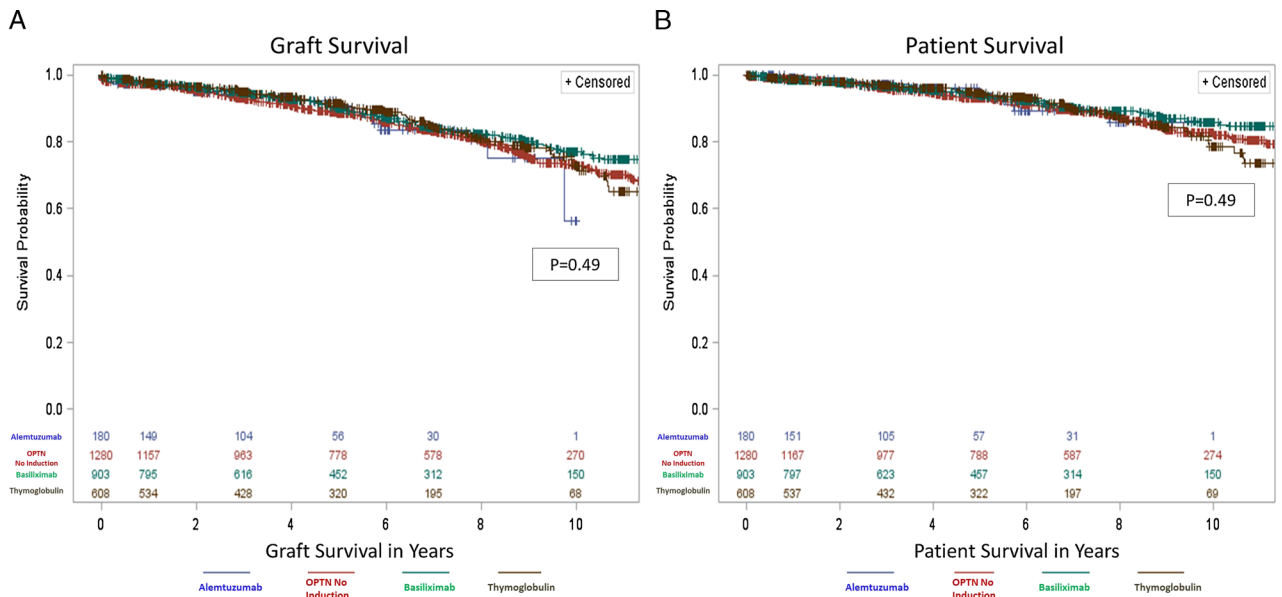 A
Graft Survival
+ Censored
1.0
0.8
0.6
0.4
0.2
0.0
Survival Probability
P=0.49
Alemtuzumab 180 149 104 56 30 1
OPTN
No Induction 1280 1157 963 778 578 270
Basiliximab 903 795 616 452 312 150
Thymoglobulin 608 534 428 320 195 68
0 2 4 6 8 10
Graft Survival in Years
Alemtuzumab
OPTN No
Induction
Basiliximab
Thymoglobulin
B
Patient Survival
+ Censored
1.0
0.8
0.6
0.4
0.2
0.0
Survival Probability
P=0.49
Alemtuzumab 180 151 105 57 31 1
OPTN
No Induction 1280 1167 977 788 587 274
Basiliximab 903 797 623 457 314 150
Thymoglobulin 608 537 432 322 197 69
0 2 4 6 8 10
Patient Survival in Years
Alemtuzumab
OPTN No
Induction
Basiliximab
Thymoglobulin